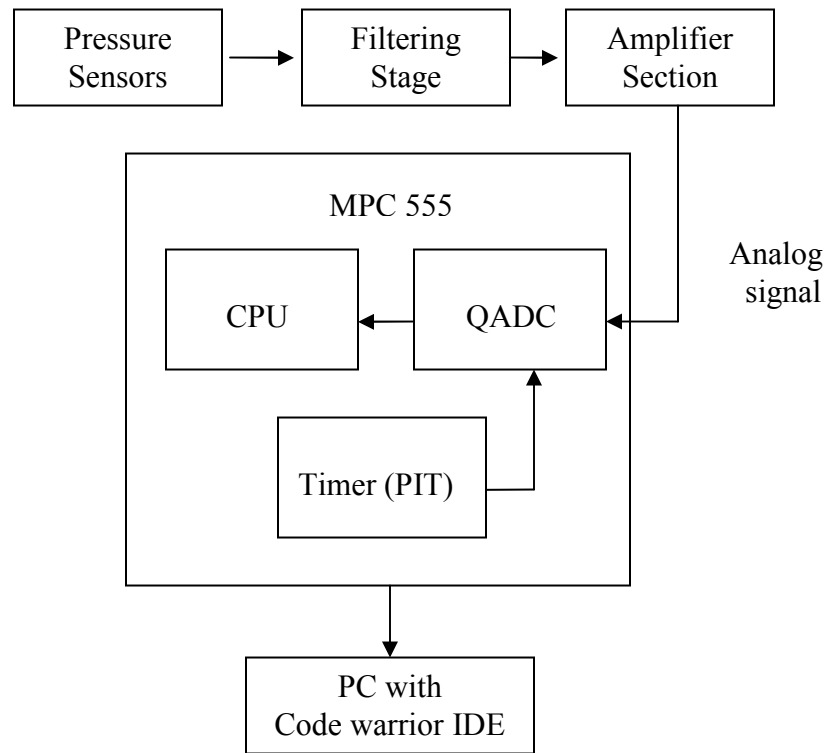 Pressure
Sensors
Filtering
Stage
Amplifier
Section
MPC 555
Analog
signal
CPU
QADC
Timer (PIT)
PC with
Code warrior IDE